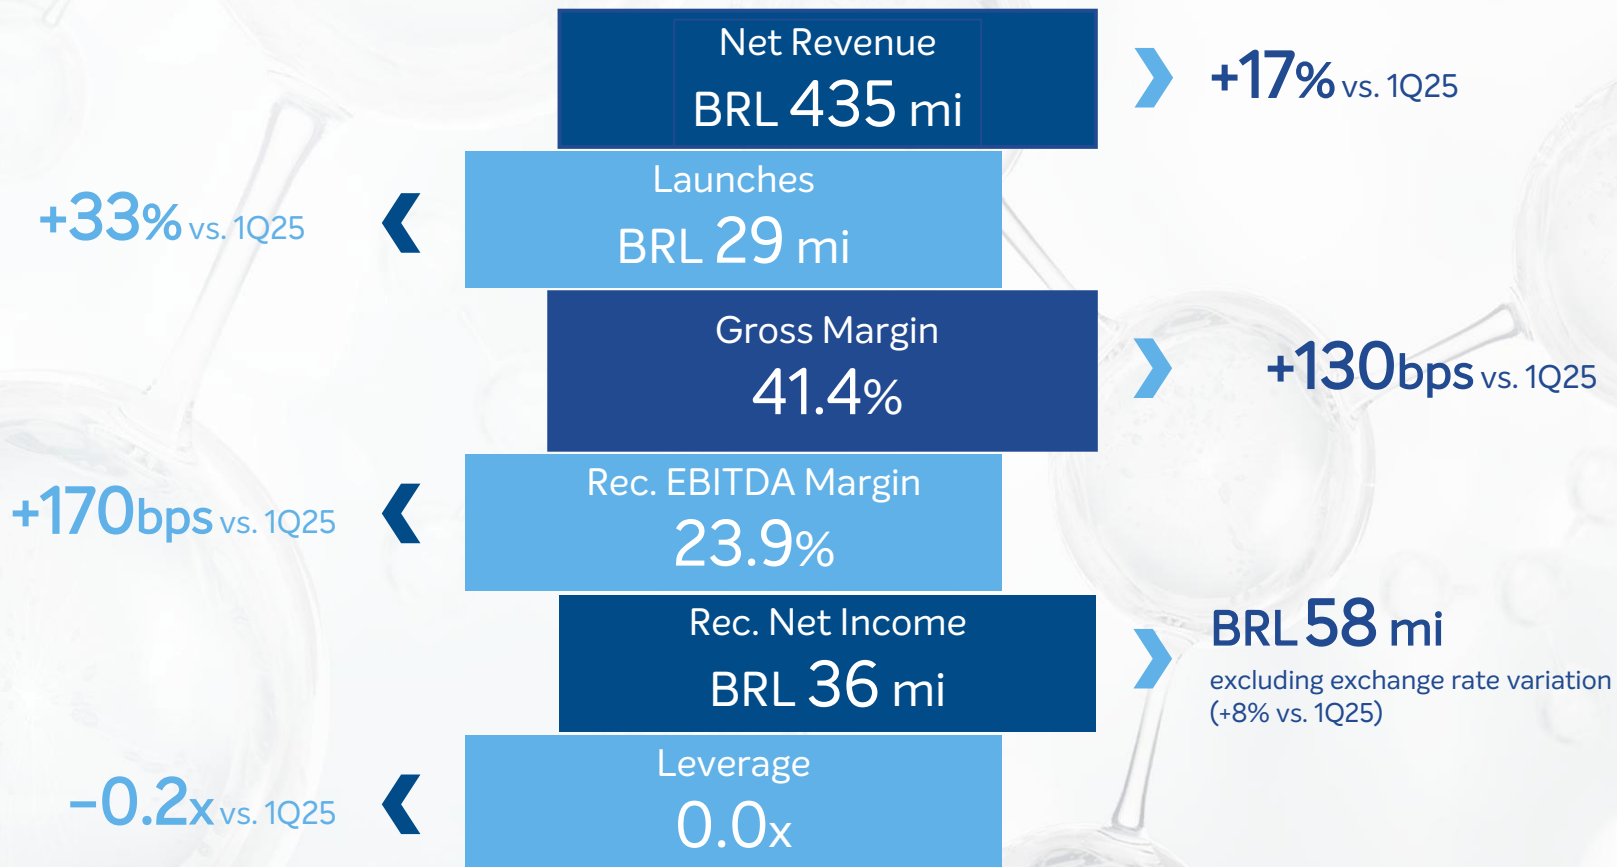 Net Revenue
BRL 435 mi
+17% vs. 1Q25
Launches
BRL 29 mi
+33% vs. 1Q25
Gross Margin
41.4%
+130bps vs. 1Q25
Rec. EBITDA Margin
23.9%
+170bps vs. 1Q25
Rec. Net Income
BRL 36 mi
BRL 58 mi
excluding exchange rate variation
(+8% vs. 1Q25)
Leverage
0.0x
−0.2x vs. 1Q25